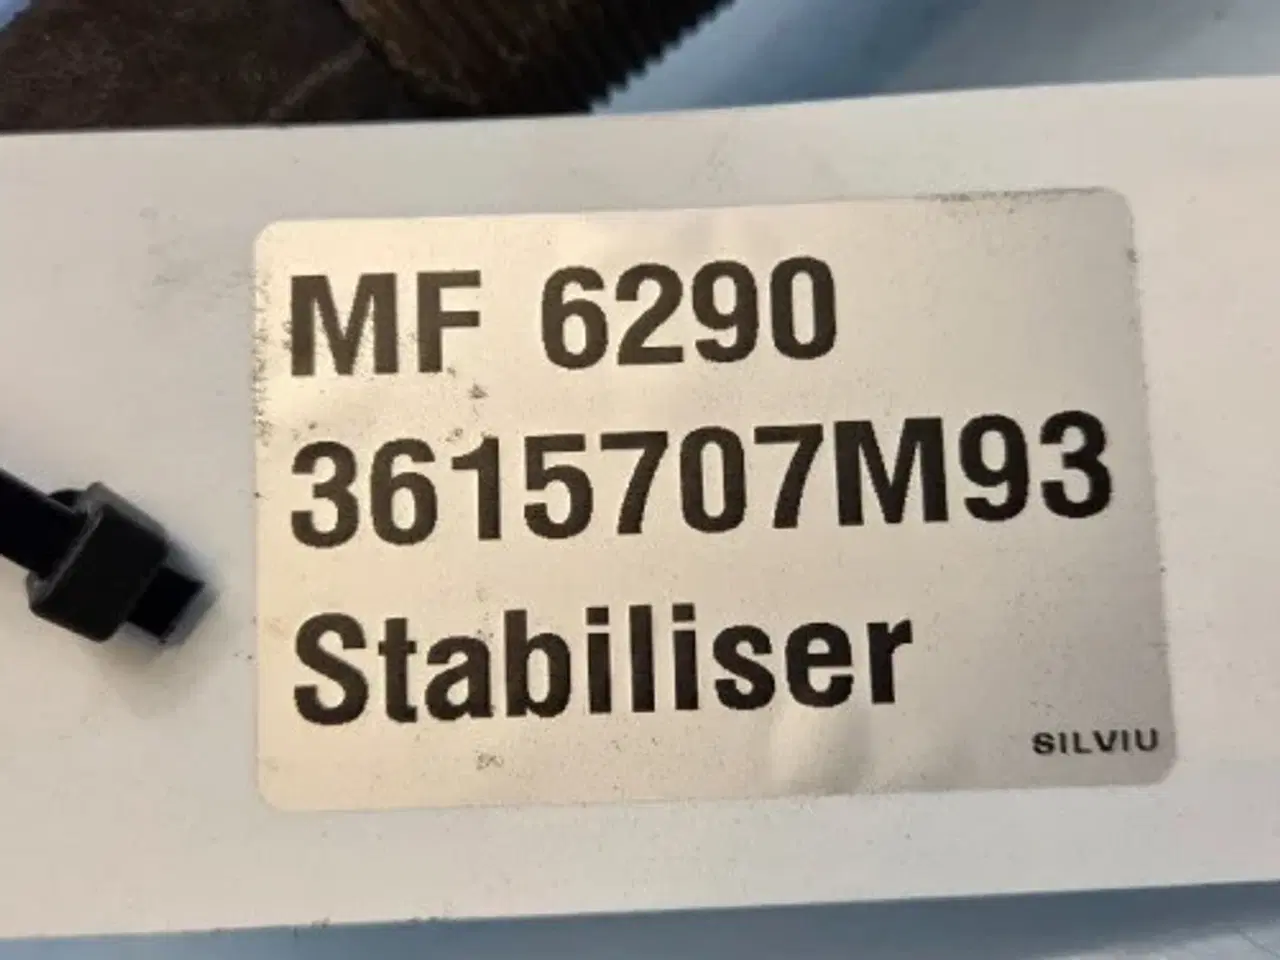 MF 6290
3615707M93
Stabiliser
SILVIU